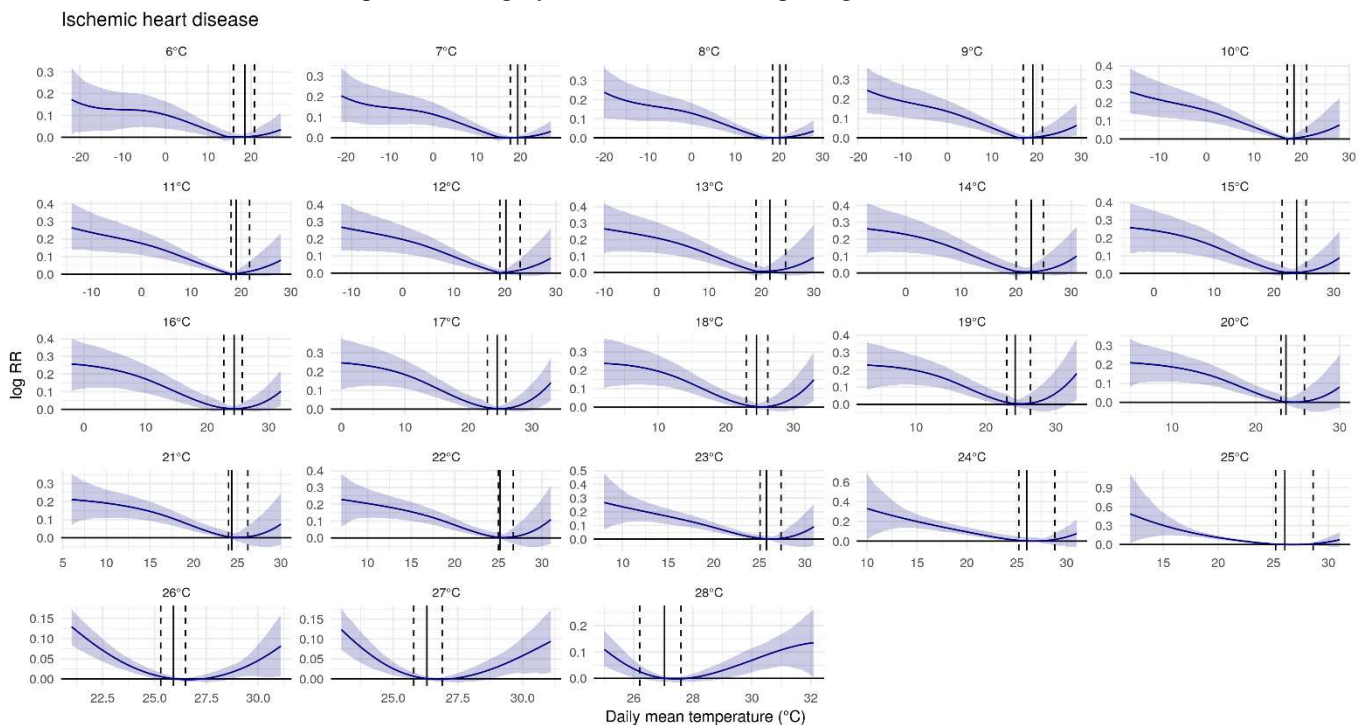 Ischemic heart disease
6°C
0.3
0.2
0.1
0.0
-20 -10 0 10 20
7°C
0.3
0.2
0.1
0.0
-20 -10 0 10 20
8°C
0.3
0.2
0.1
0.0
-20 -10 0 10 20 30
9°C
0.3
0.2
0.1
0.0
-20 -10 0 10 20 30
10°C
0.4
0.3
0.2
0.1
0.0
-10 0 10 20 30
11°C
0.4
0.3
0.2
0.1
0.0
-10 0 10 20 30
12°C
0.4
0.3
0.2
0.1
0.0
-10 0 10 20 30
13°C
0.4
0.3
0.2
0.1
0.0
-10 0 10 20 30
14°C
0.4
0.3
0.2
0.1
0.0
0 10 20 30
15°C
0.4
0.3
0.2
0.1
0.0
0 10 20 30
log RR
16°C
0.4
0.3
0.2
0.1
0.0
0 10 20 30
17°C
0.3
0.2
0.1
0.0
0 10 20 30
18°C
0.3
0.2
0.1
0.0
10 20 30
19°C
0.3
0.2
0.1
0.0
10 20 30
20°C
0.3
0.2
0.1
0.0
10 20 30
21°C
0.3
0.2
0.1
0.0
5 10 15 20 25 30
22°C
0.4
0.3
0.2
0.1
0.0
10 15 20 25 30
23°C
0.5
0.4
0.3
0.2
0.1
0.0
10 15 20 25 30
24°C
0.6
0.4
0.2
0.0
10 15 20 25 30
25°C
0.9
0.6
0.3
0.0
15 20 25 30
26°C
0.15
0.10
0.05
0.00
22.5 25.0 27.5 30.0
27°C
0.15
0.10
0.05
0.00
25.0 27.5 30.0
28°C
0.2
0.1
0.0
26 28 30 32
Daily mean temperature (°C)